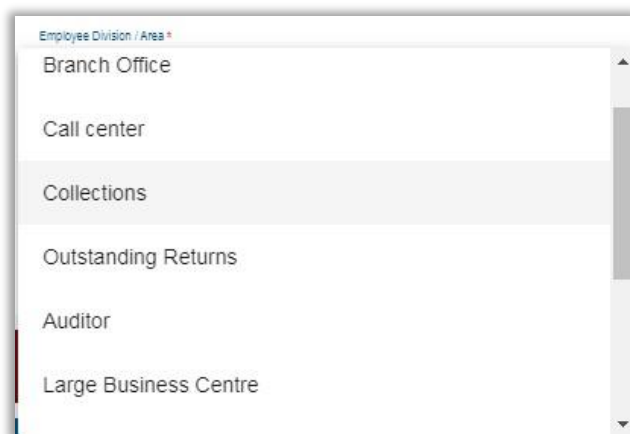 Employee Division / Area *
Branch Office
Call center
Collections
Outstanding Returns
Auditor
Large Business Centre